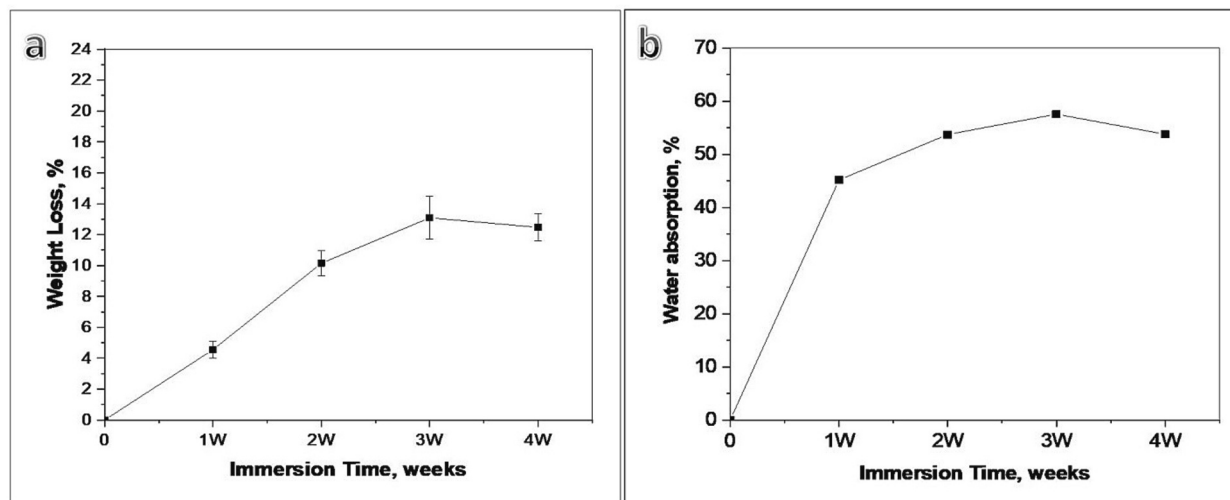 a
24
22
20
18
16
14
12
10
8
6
4
2
0
Weight Loss, %
0 1W 2W 3W 4W
Immersion Time, weeks
b
70
60
50
40
30
20
10
0
Water absorption, %
0 1W 2W 3W 4W
Immersion Time, weeks